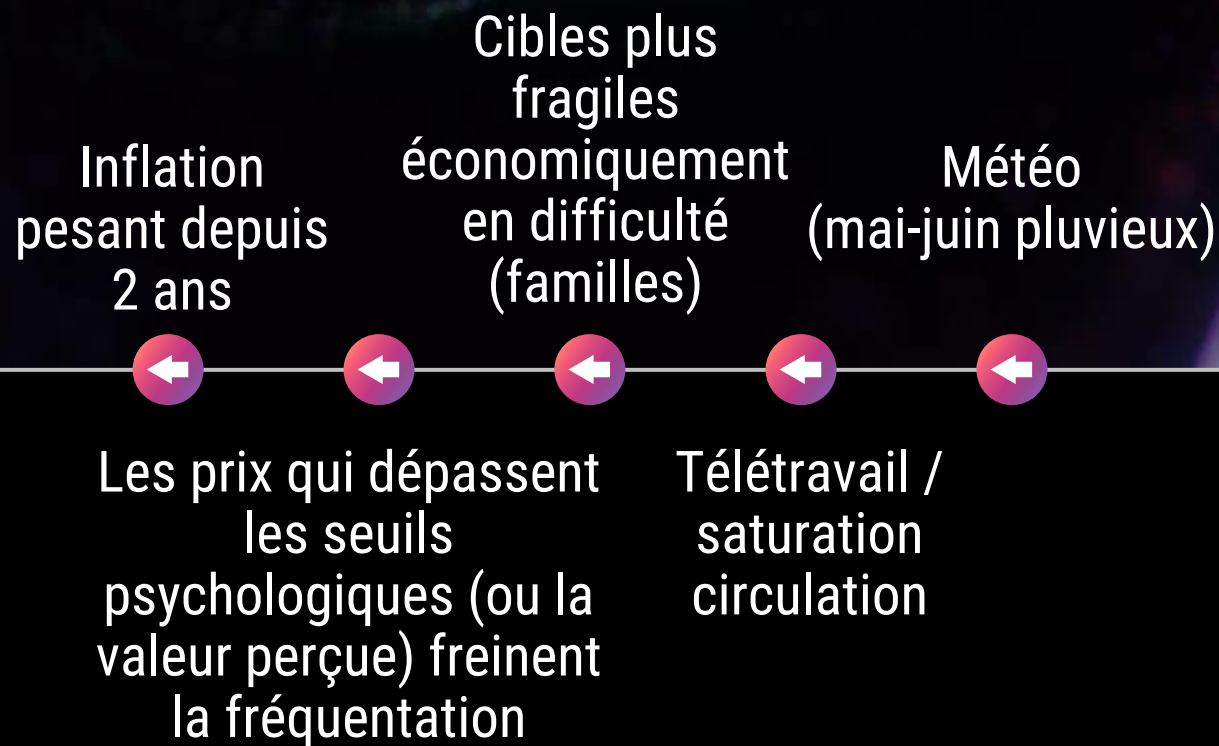 Inflation
pesant depuis
2 ans
Cibles plus
fragiles
économiquement
en difficulté
(familles)
Météo
(mai-juin pluvieux)
Les prix qui dépassent
les seuils
psychologiques (ou la
valeur perçue) freinent
la fréquentation
Télétravail /
saturation
circulation